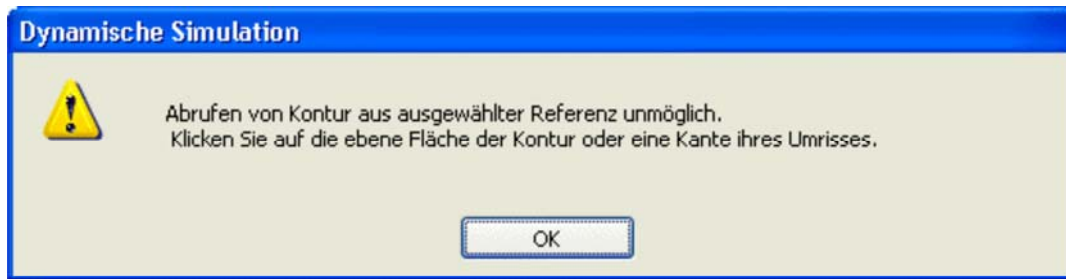 Dynamische Simulation
Abrufen von Kontur aus ausgewählter Referenz unmöglich.
Klicken Sie auf die ebene Fläche der Kontur oder eine Kante ihres Umrisses.
OK